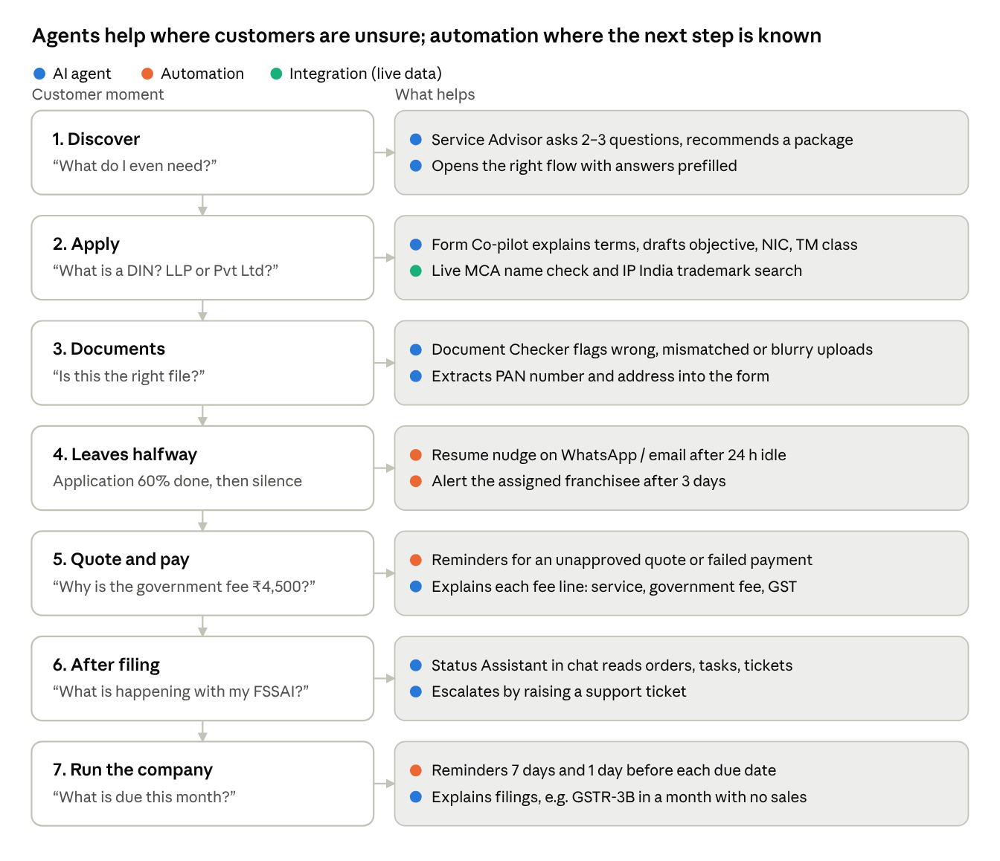 Agents help where customers are unsure; automation where the next step is known
AI agent
Automation
Integration (live data)
Customer moment
What helps
1. Discover
“What do I even need?”
Service Advisor asks 2–3 questions, recommends a package
Opens the right flow with answers prefilled
2. Apply
“What is a DIN? LLP or Pvt Ltd?”
Form Co-pilot explains terms, drafts objective, NIC, TM class
Live MCA name check and IP India trademark search
3. Documents
“Is this the right file?”
Document Checker flags wrong, mismatched or blurry uploads
Extracts PAN number and address into the form
4. Leaves halfway
Application 60% done, then silence
Resume nudge on WhatsApp / email after 24 h idle
Alert the assigned franchisee after 3 days
5. Quote and pay
“Why is the government fee ₹4,500?”
Reminders for an unapproved quote or failed payment
Explains each fee line: service, government fee, GST
6. After filing
“What is happening with my FSSAI?”
Status Assistant in chat reads orders, tasks, tickets
Escalates by raising a support ticket
7. Run the company
“What is due this month?”
Reminders 7 days and 1 day before each due date
Explains filings, e.g. GSTR-3B in a month with no sales